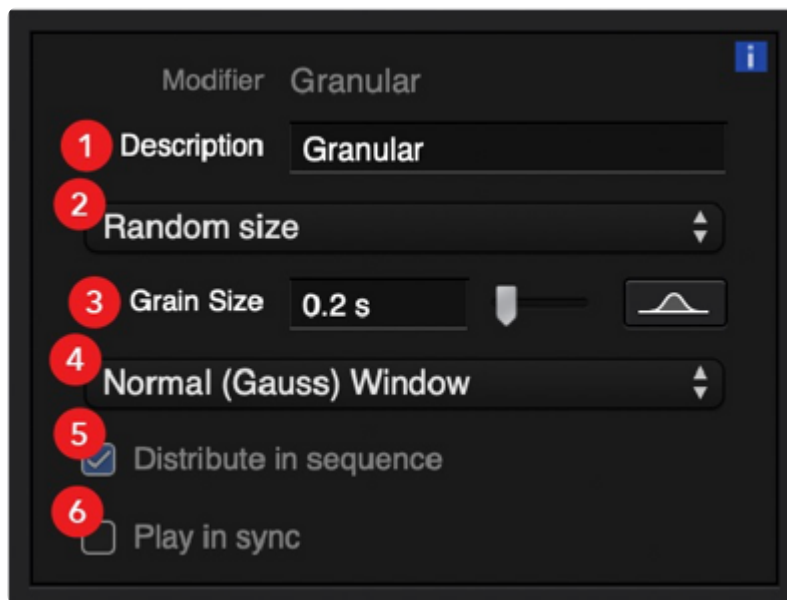 i
Modifier Granular
1 Description Granular
2
Random size
3 Grain Size 0.2 s
4
Normal (Gauss) Window
5
Distribute in sequence
6
Play in sync